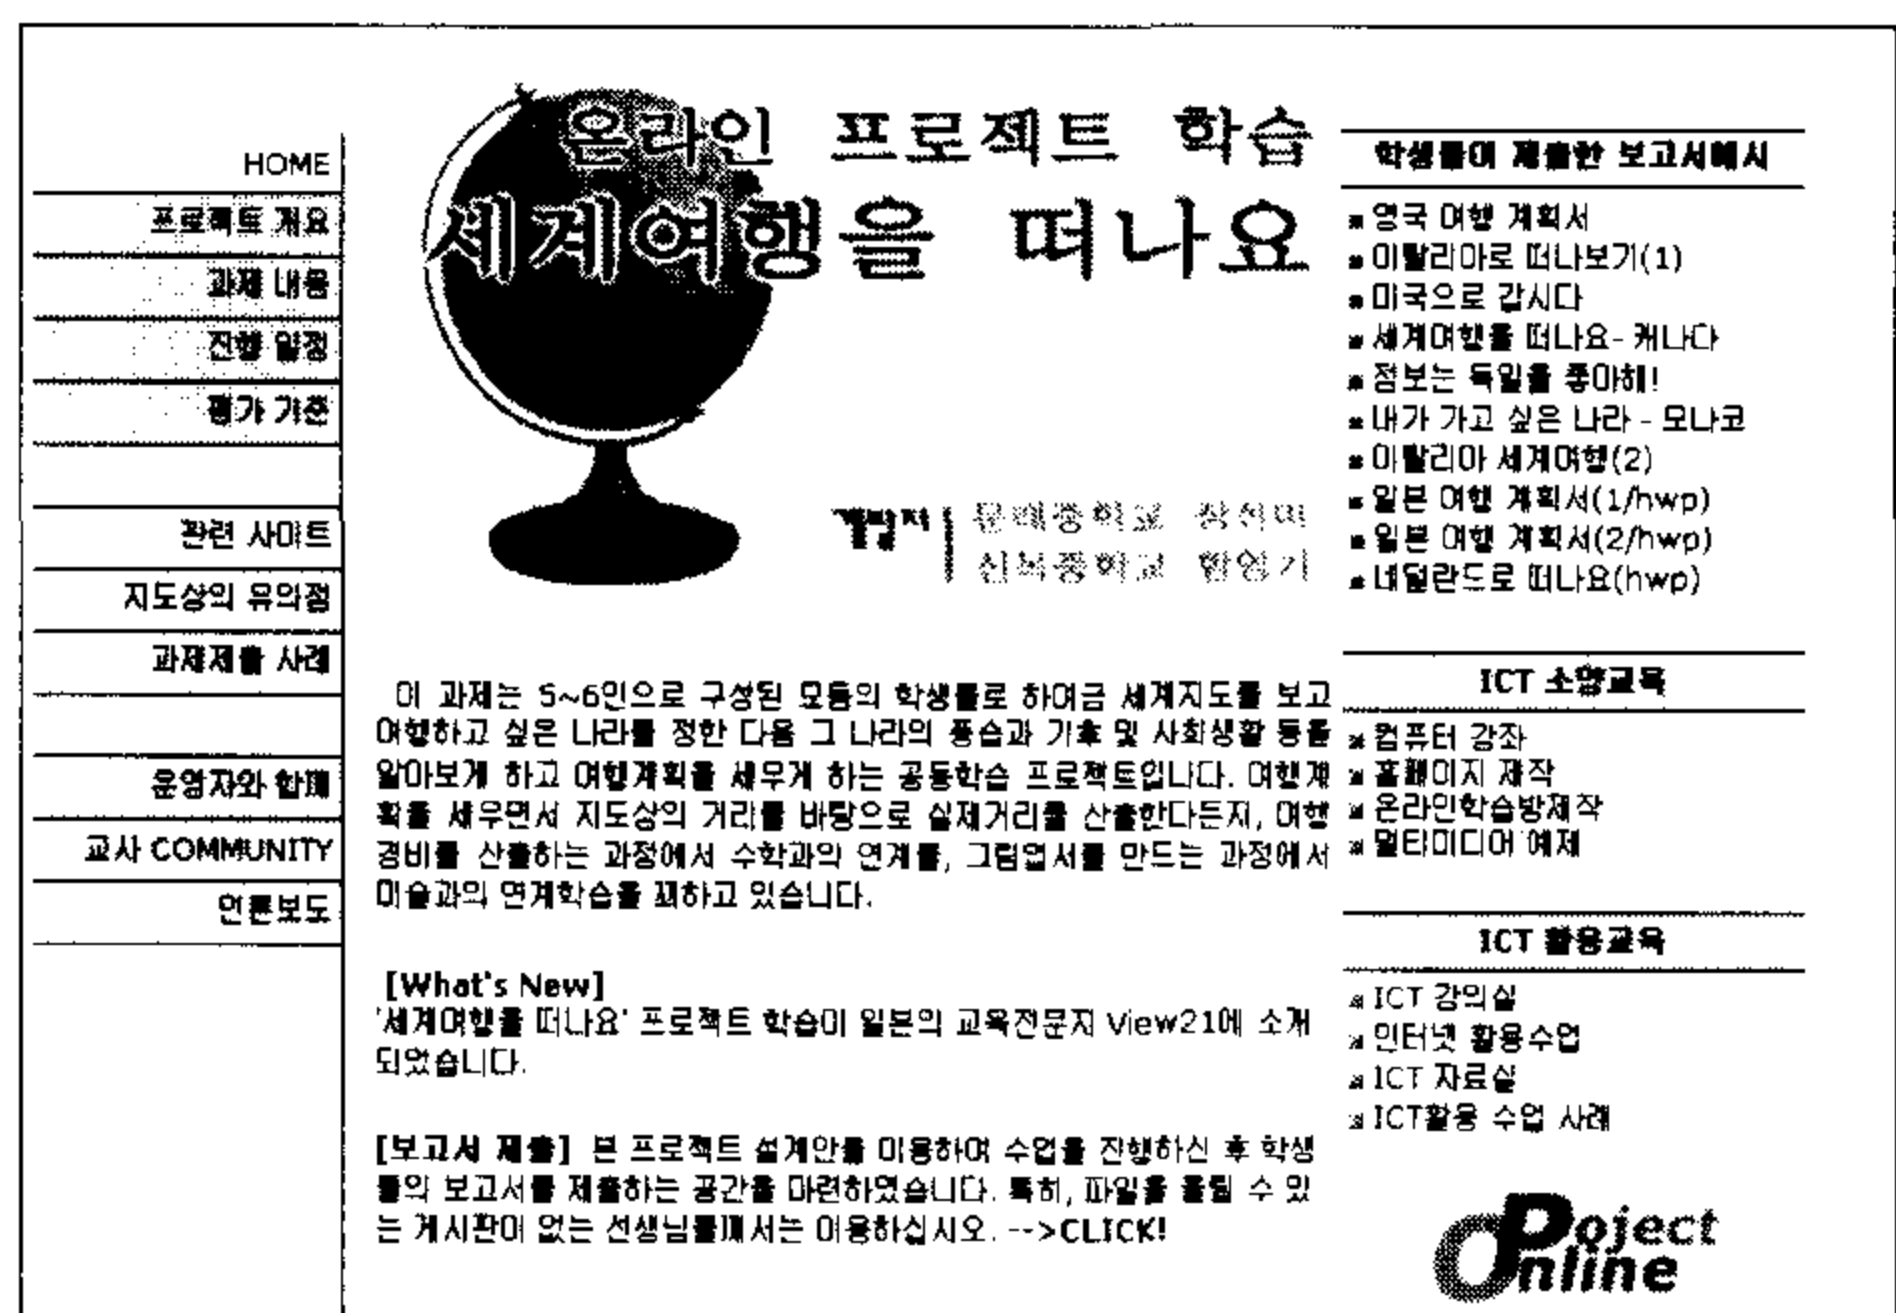 온라인 프로젝트 학습
세계여행을 떠나요
HOME
프로젝트 개요
과제 내용
진행 일정
평가 기준
관련 사이트
지도상의 유의점
과제제출 사례
운영자와 함께
교사 COMMUNITY
언론보도
개발자
문래중학교 장선미
신복중학교 한영기
이 과제는 5~6인으로 구성된 모둠의 학생들로 하여금 세계지도를 보고
여행하고 싶은 나라를 정한 다음 그 나라의 풍습과 기후 및 사회생활 등을
알아보게 하고 여행계획을 세우게 하는 공동학습 프로젝트입니다. 여행계
획을 세우면서 지도상의 거리를 바탕으로 실제거리를 산출한다든지, 여행
경비를 산출하는 과정에서 수학과의 연계를, 그림엽서를 만드는 과정에서
미술과의 연계학습을 꾀하고 있습니다.
[What's New]
'세계여행을 떠나요' 프로젝트 학습이 일본의 교육전문지 View21에 소개
되었습니다.
[보고서 제출] 본 프로젝트 설계안을 이용하여 수업을 진행하신 후 학생
들의 보고서를 제출하는 공간을 마련하였습니다. 특히, 파일을 올릴 수 있
는 게시판이 없는 선생님들께서는 이용하십시오. -->CLICK!
학생들이 제출한 보고서에서
영국 여행 계획서
이탈리아로 떠나보기(1)
미국으로 갑시다
세계여행을 떠나요- 캐나다
점보는 독일을 좋아해!
내가 가고 싶은 나라 - 모나코
이탈리아 세계여행(2)
일본 여행 계획서(1/hwp)
일본 여행 계획서(2/hwp)
네덜란드로 떠나요(hwp)
ICT 소양교육
컴퓨터 강좌
홈페이지 제작
온라인학습방제작
멀티미디어 예제
ICT 활용교육
ICT 강의실
인터넷 활용수업
ICT 자료실
ICT활용 수업 사례
Poject
Online